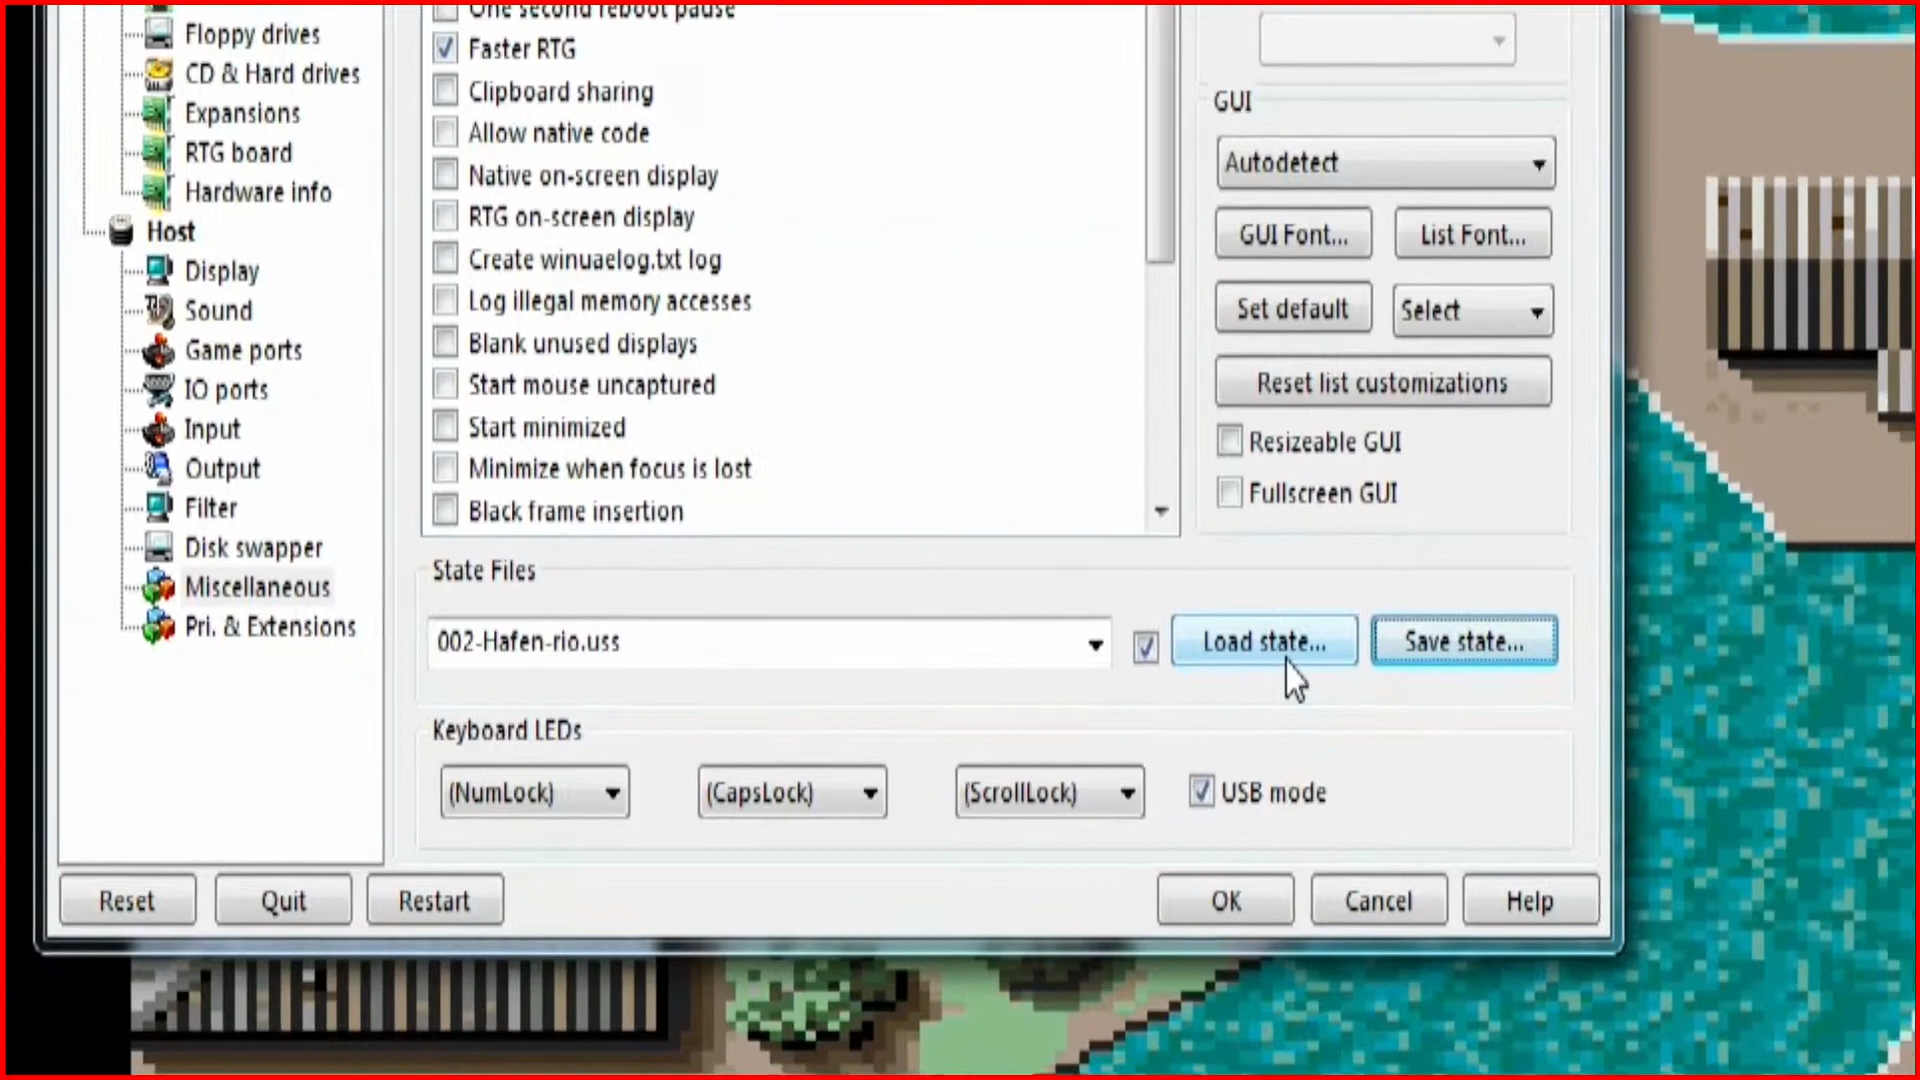 Floppy drives
CD & Hard drives
Expansions
RTG board
Hardware info
Host
Display
Sound
Game ports
IO ports
Input
Output
Filter
Disk swapper
Miscellaneous
Pri. & Extensions
One second reboot pause
Faster RTG
Clipboard sharing
Allow native code
Native on-screen display
RTG on-screen display
Create winuaelog.txt log
Log illegal memory accesses
Blank unused displays
Start mouse uncaptured
Start minimized
Minimize when focus is lost
Black frame insertion
GUI
Autodetect
GUI Font... List Font...
Set default Select
Reset list customizations
Resizeable GUI
Fullscreen GUI
State Files
002-Hafen-rio.uss Load state... Save state...
Keyboard LEDs
(NumLock) (CapsLock) (ScrollLock) USB mode
Reset Quit Restart OK Cancel Help